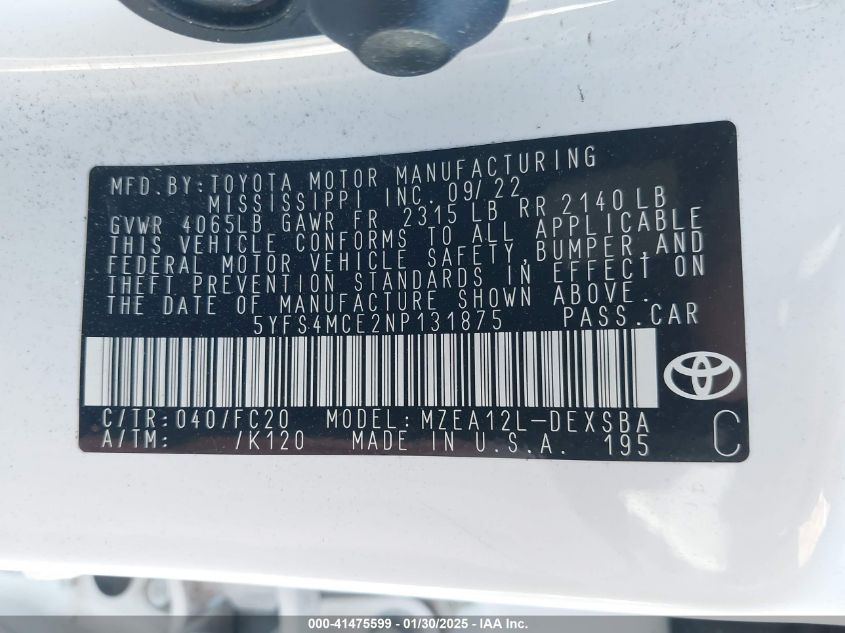 MFD.BY:TOYOTA MOTOR MANUFACTURING
MISSISSIPPI INC. 09/22
GVWR 4065LB GAWR FR 2315 LB RR 2140 LB
THIS VEHICLE CONFORMS TO ALL APPLICABLE
FEDERAL MOTOR VEHICLE SAFETY,BUMPER,AND
THEFT PREVENTION STANDARDS IN EFFECT ON
THE DATE OF MANUFACTURE SHOWN ABOVE.
5YFS4MCE2NP131875 PASS.CAR
C/TR:040/FC20 MODEL:MZEA12L-DEXSBA
A/TM: /K120 MADE IN U.S.A. 195
C
000-41475599 — 01/30/2025 — © IAA, Inc.